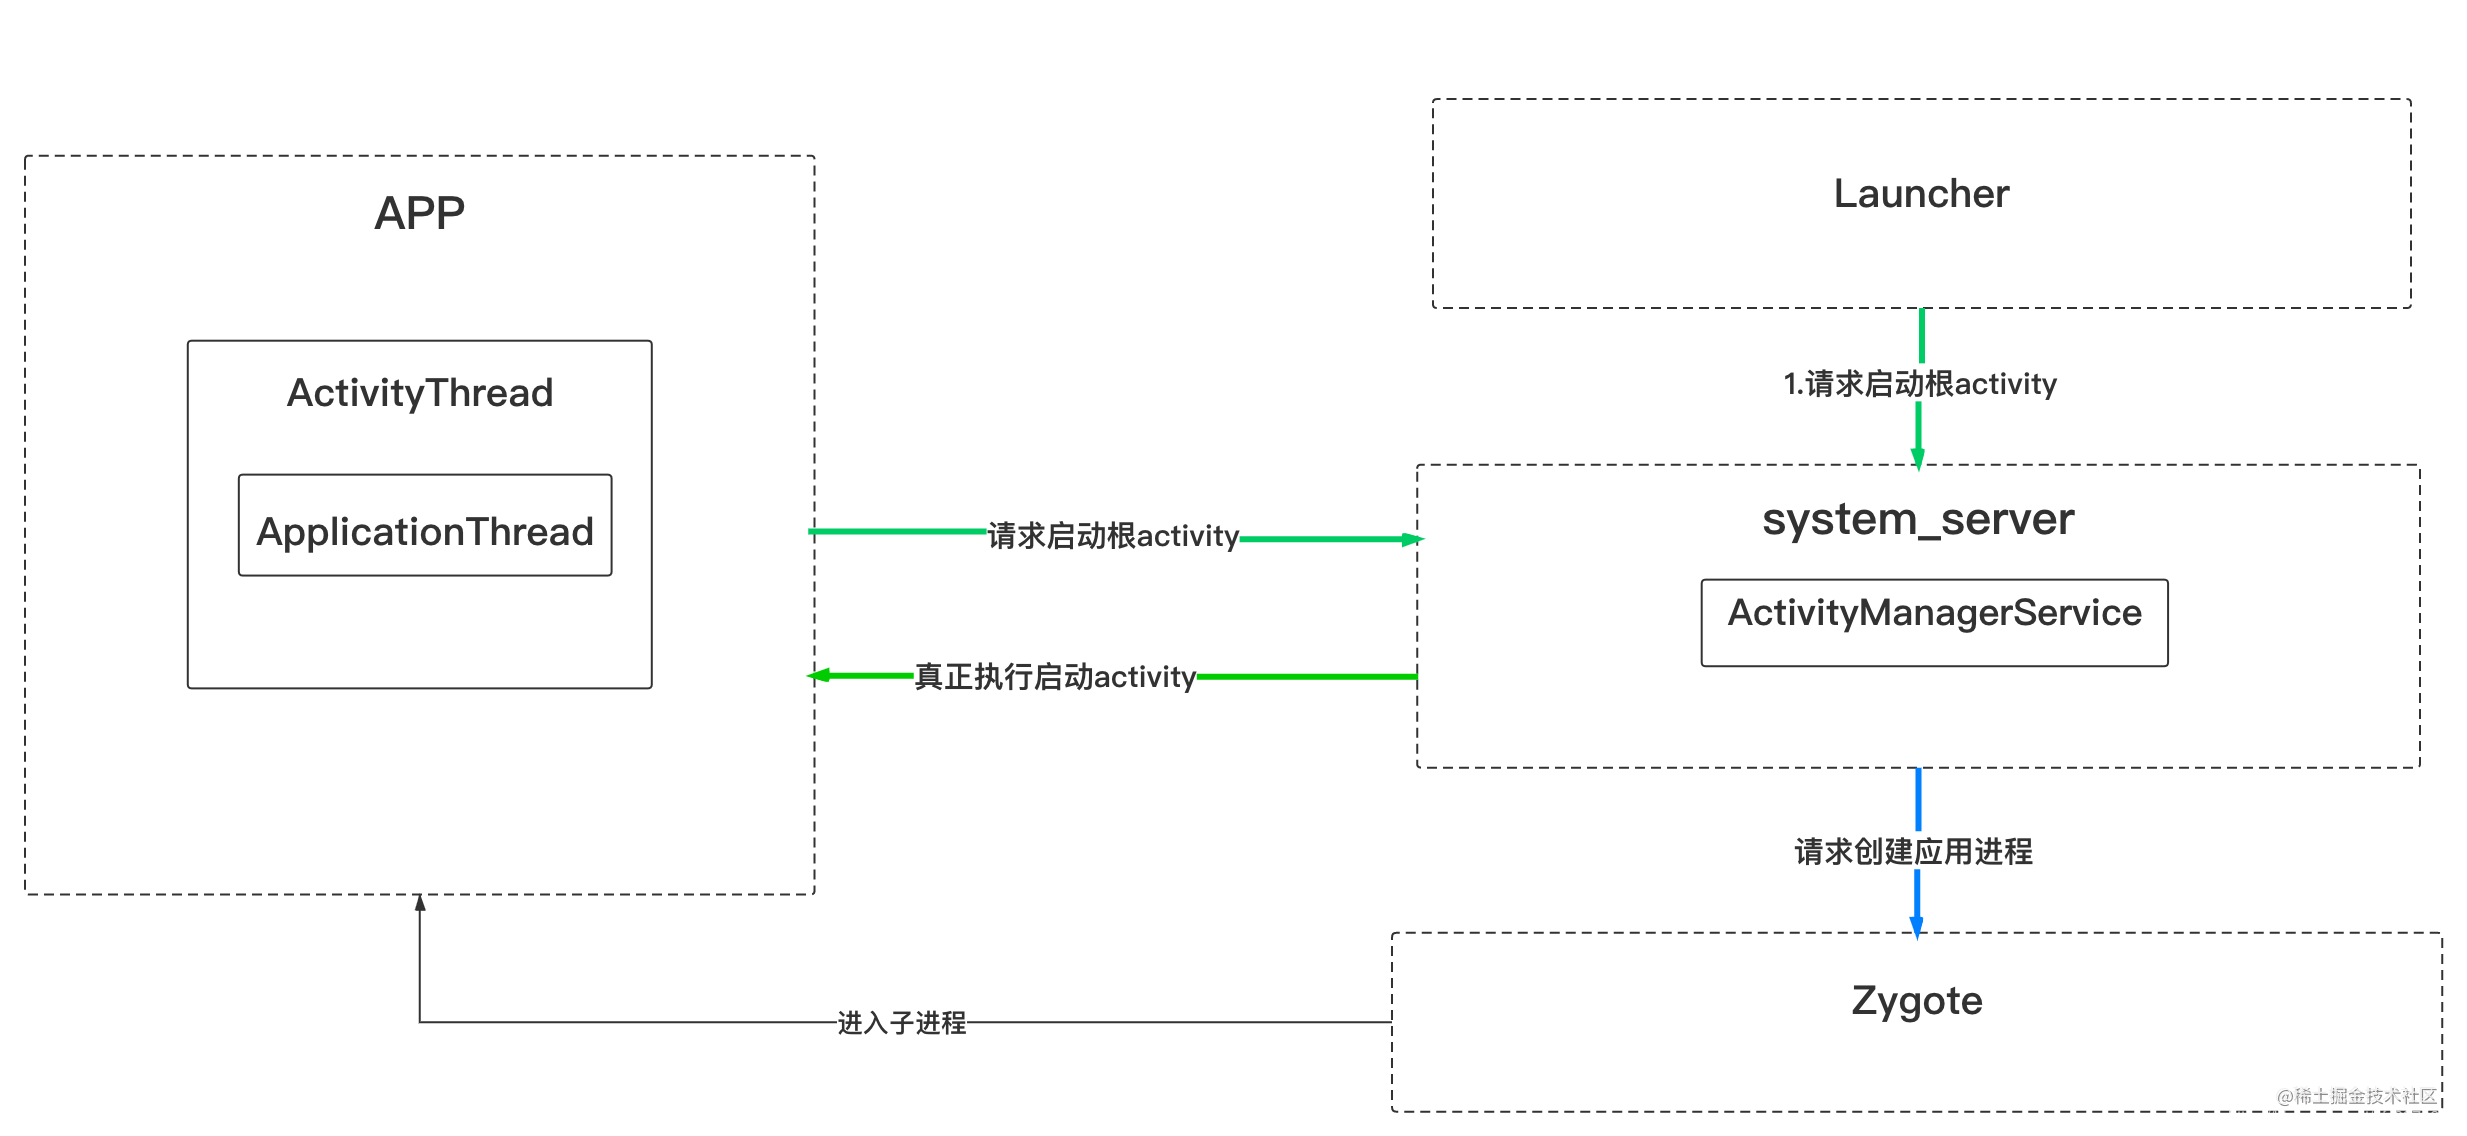 Launcher
APP
1.请求启动根activity
ActivityThread
system_server
ApplicationThread
请求启动根activity
ActivityManagerService
真正执行启动activity
请求创建应用进程
Zygote
进入子进程
@稀土掘金技术社区